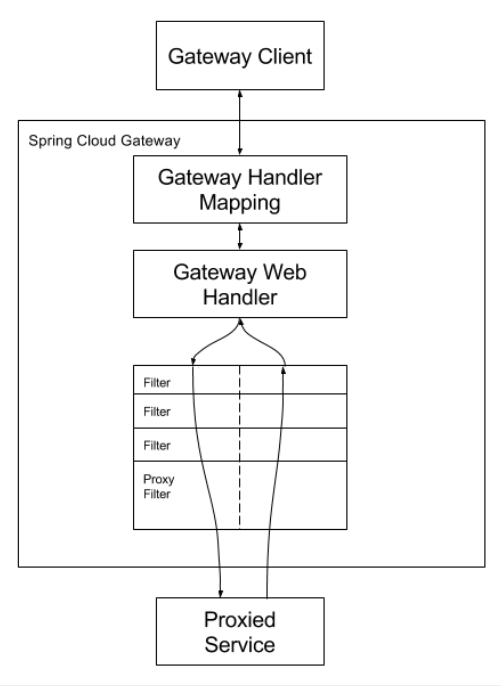 Gateway Client
Spring Cloud Gateway
Gateway Handler
Mapping
Gateway Web
Handler
Filter
Filter
Filter
Proxy
Filter
Proxied
Service